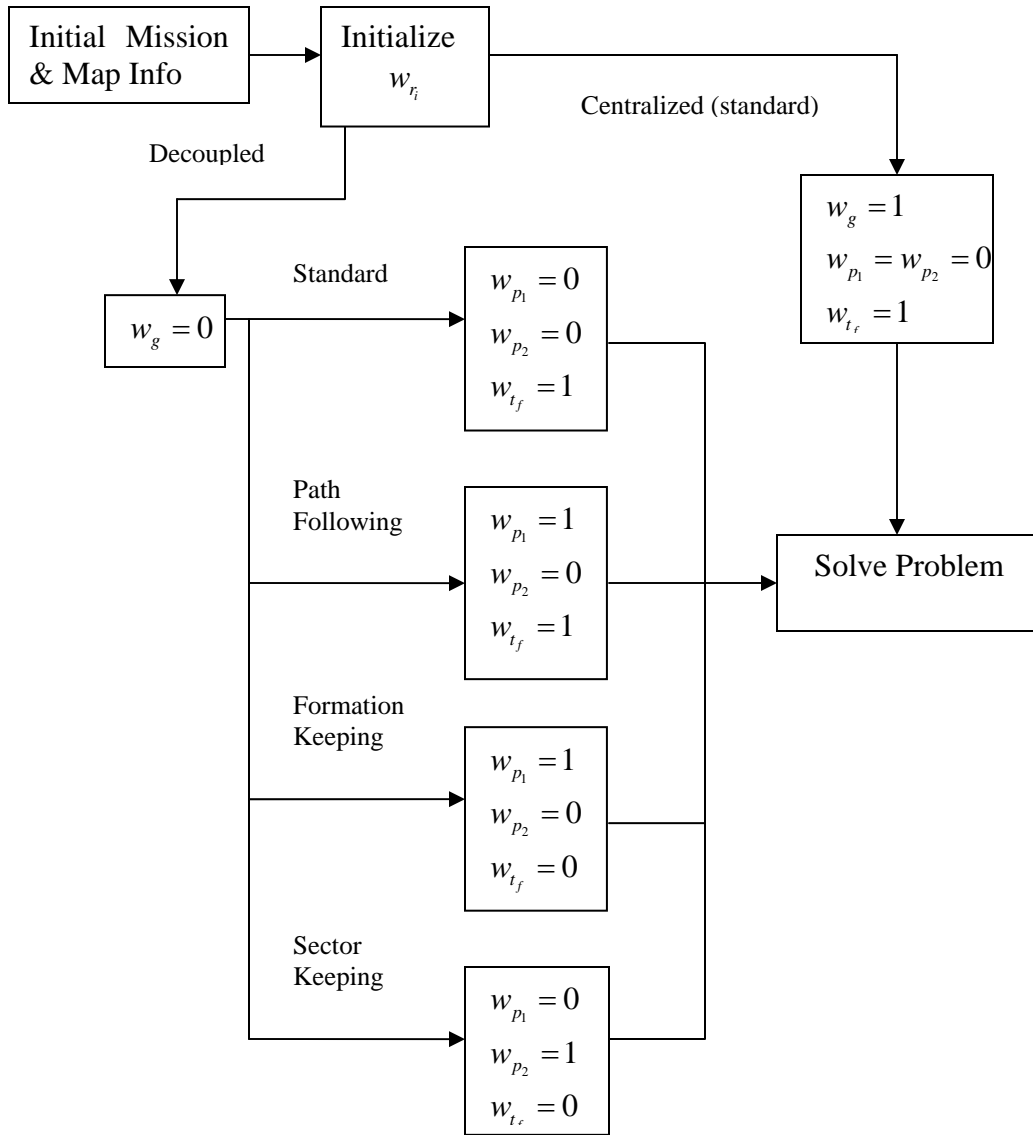 Initial Mission
& Map Info
Initialize
w_{r_i}
Centralized (standard)
Decoupled
w_g = 1
w_{p_1} = w_{p_2} = 0
w_{t_f} = 1
Standard
w_g = 0
w_{p_1} = 0
w_{p_2} = 0
w_{t_f} = 1
Path
Following
w_{p_1} = 1
w_{p_2} = 0
w_{t_f} = 1
Solve Problem
Formation
Keeping
w_{p_1} = 1
w_{p_2} = 0
w_{t_f} = 0
Sector
Keeping
w_{p_1} = 0
w_{p_2} = 1
w_{t_f} = 0